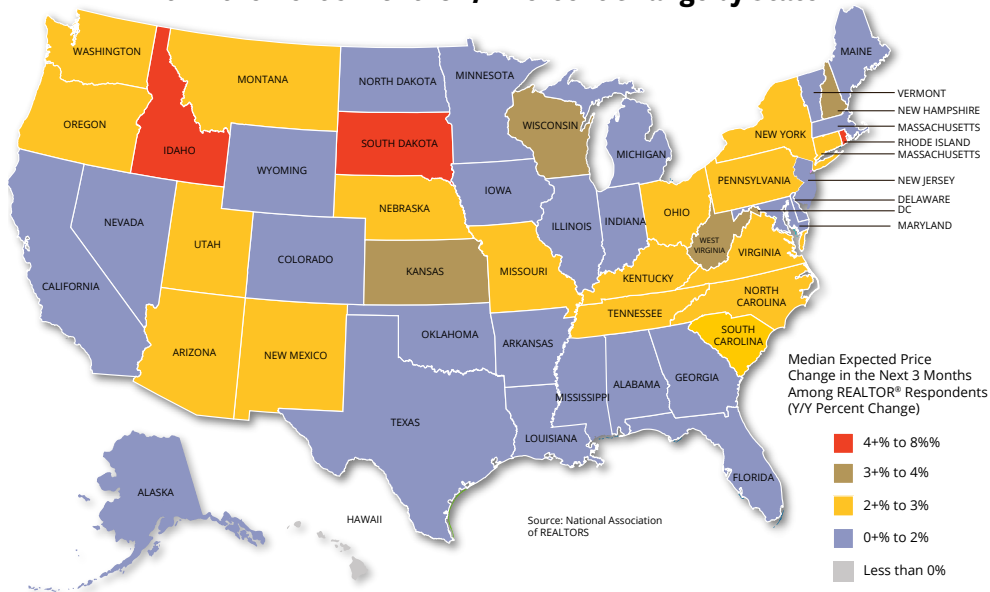 WASHINGTON
OREGON
IDAHO
MONTANA
NORTH DAKOTA
MINNESOTA
WISCONSIN
MICHIGAN
MAINE
VERMONT
NEW HAMPSHIRE
MASSACHUSETTS
RHODE ISLAND
MASSACHUSETTS
NEW YORK
PENNSYLVANIA
NEW JERSEY
DELAWARE
DC
MARYLAND
SOUTH DAKOTA
WYOMING
NEBRASKA
IOWA
ILLINOIS
INDIANA
OHIO
WEST
VIRGINIA
VIRGINIA
NEVADA
UTAH
COLORADO
KANSAS
MISSOURI
KENTUCKY
CALIFORNIA
ARIZONA
NEW MEXICO
OKLAHOMA
ARKANSAS
TENNESSEE
NORTH
CAROLINA
SOUTH
CAROLINA
TEXAS
LOUISIANA
MISSISSIPPI
ALABAMA
GEORGIA
FLORIDA
ALASKA
HAWAII
Source: National Association
of REALTORS
Median Expected Price
Change in the Next 3 Months
Among REALTOR® Respondents
(Y/Y Percent Change)
4+% to 8%%
3+% to 4%
2+% to 3%
0+% to 2%
Less than 0%